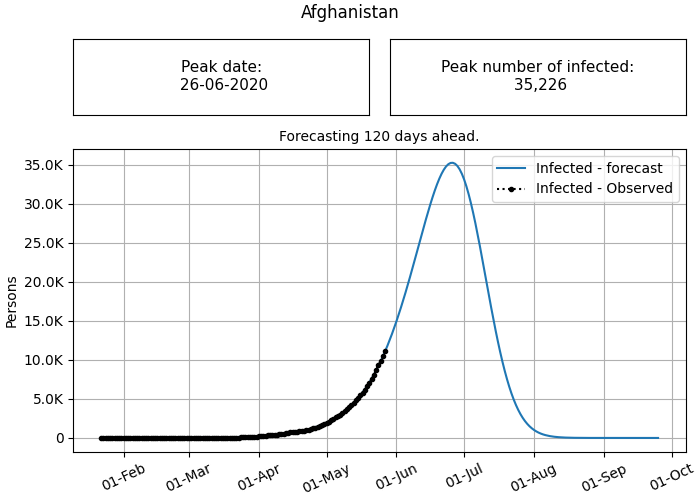 Afghanistan
Peak date:
26-06-2020
Peak number of infected:
35,226
Forecasting 120 days ahead.
Infected - forecast
Infected - Observed
Persons
35.0K
30.0K
25.0K
20.0K
15.0K
10.0K
5.0K
0
01-Feb
01-Mar
01-Apr
01-May
01-Jun
01-Jul
01-Aug
01-Sep
01-Oct